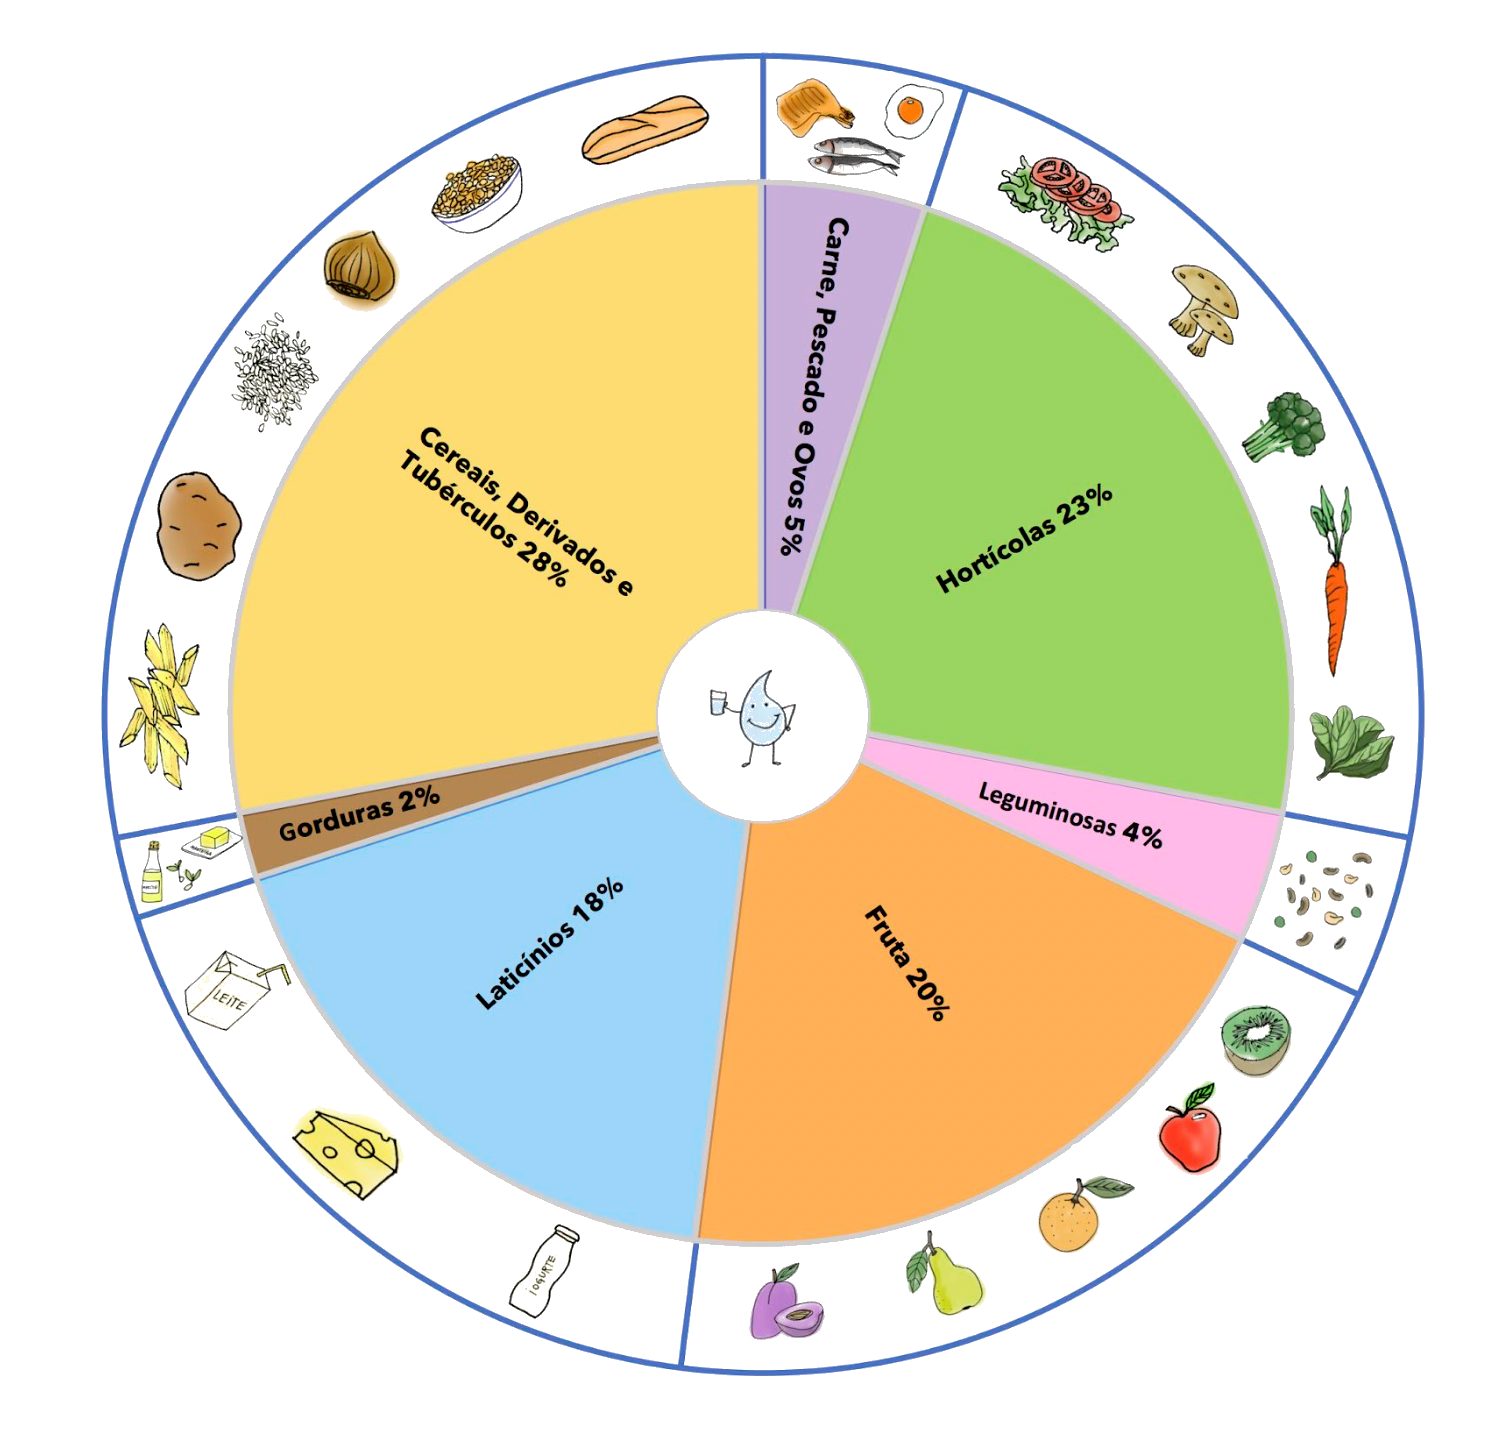 Carne, Pescado e Ovos 5%
Hortícolas 23%
Leguminosas 4%
Fruta 20%
Laticínios 18%
Gorduras 2%
Cereais, Derivados e
Tubérculos 28%
LEITE
IOGURTE